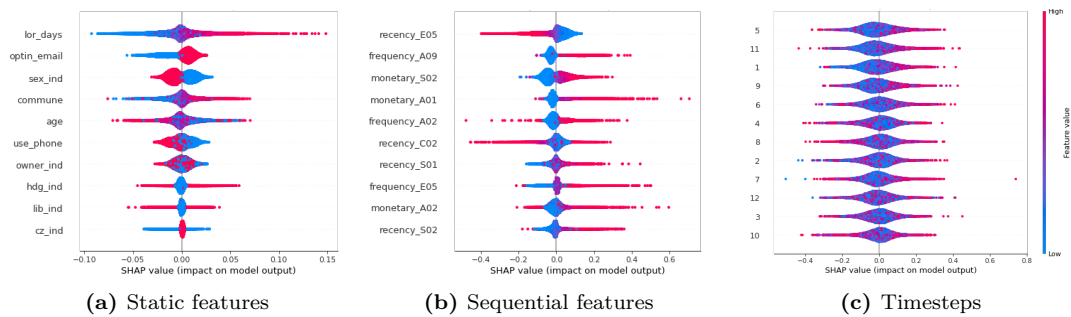 lor_days
optin_email
sex_ind
commune
age
use_phone
owner_ind
hdg_ind
lib_ind
cz_ind
−0.10 −0.05 0.00 0.05 0.10 0.15
SHAP value (impact on model output)
(a) Static features
recency_E05
frequency_A09
monetary_S02
monetary_A01
frequency_A02
recency_C02
recency_S01
frequency_E05
monetary_A02
recency_S02
−0.4 −0.2 0.0 0.2 0.4 0.6
SHAP value (impact on model output)
(b) Sequential features
5
11
1
9
6
4
8
2
7
12
3
10
−0.4 −0.2 0.0 0.2 0.4 0.6 0.8
SHAP value (impact on model output)
(c) Timesteps
High
Feature value
Low